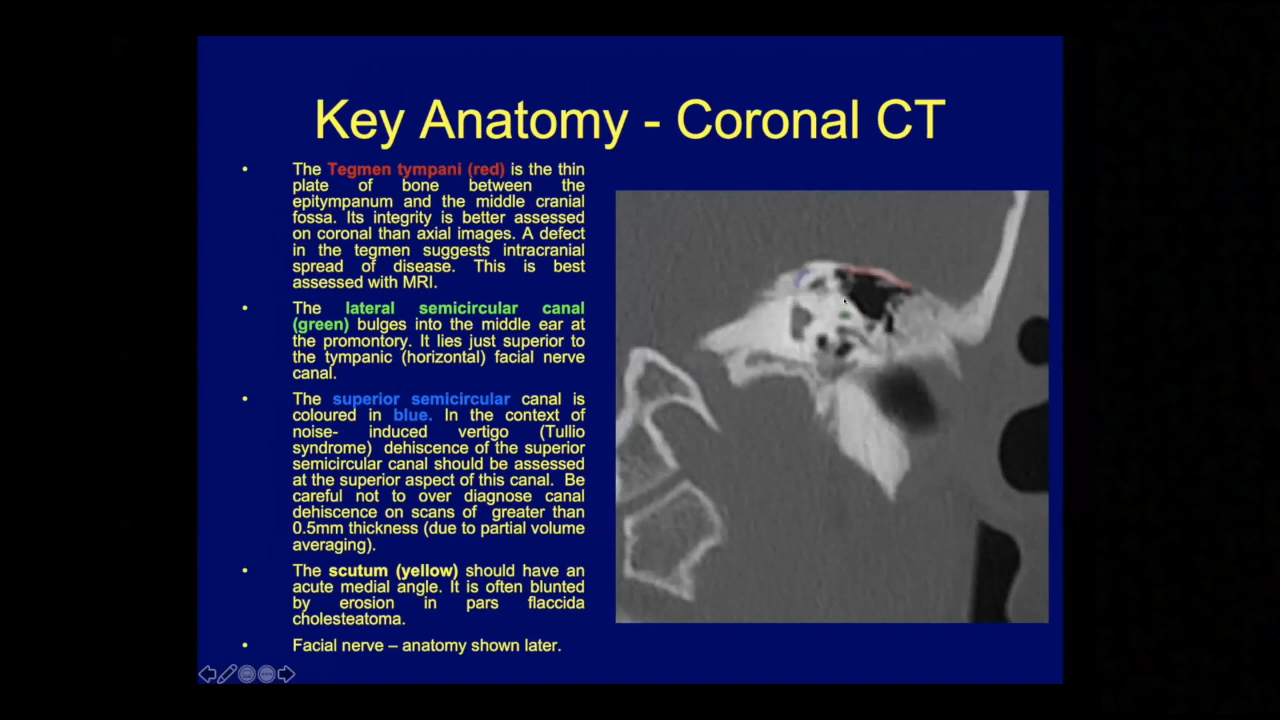 Key Anatomy - Coronal CT
• The Tegmen tympani (red) is the thin
plate of bone between the
epitympanum and the middle cranial
fossa. Its integrity is better assessed
on coronal than axial images. A defect
in the tegmen suggests intracranial
spread of disease. This is best
assessed with MRI.
• The lateral semicircular canal
(green) bulges into the middle ear at
the promontory. It lies just superior to
the tympanic (horizontal) facial nerve
canal.
• The superior semicircular canal is
coloured in blue. In the context of
noise- induced vertigo (Tullio
syndrome) dehiscence of the superior
semicircular canal should be assessed
at the superior aspect of this canal. Be
careful not to over diagnose canal
dehiscence on scans of greater than
0.5mm thickness (due to partial volume
averaging).
• The scutum (yellow) should have an
acute medial angle. It is often blunted
by erosion in pars flaccida
cholesteatoma.
• Facial nerve – anatomy shown later.